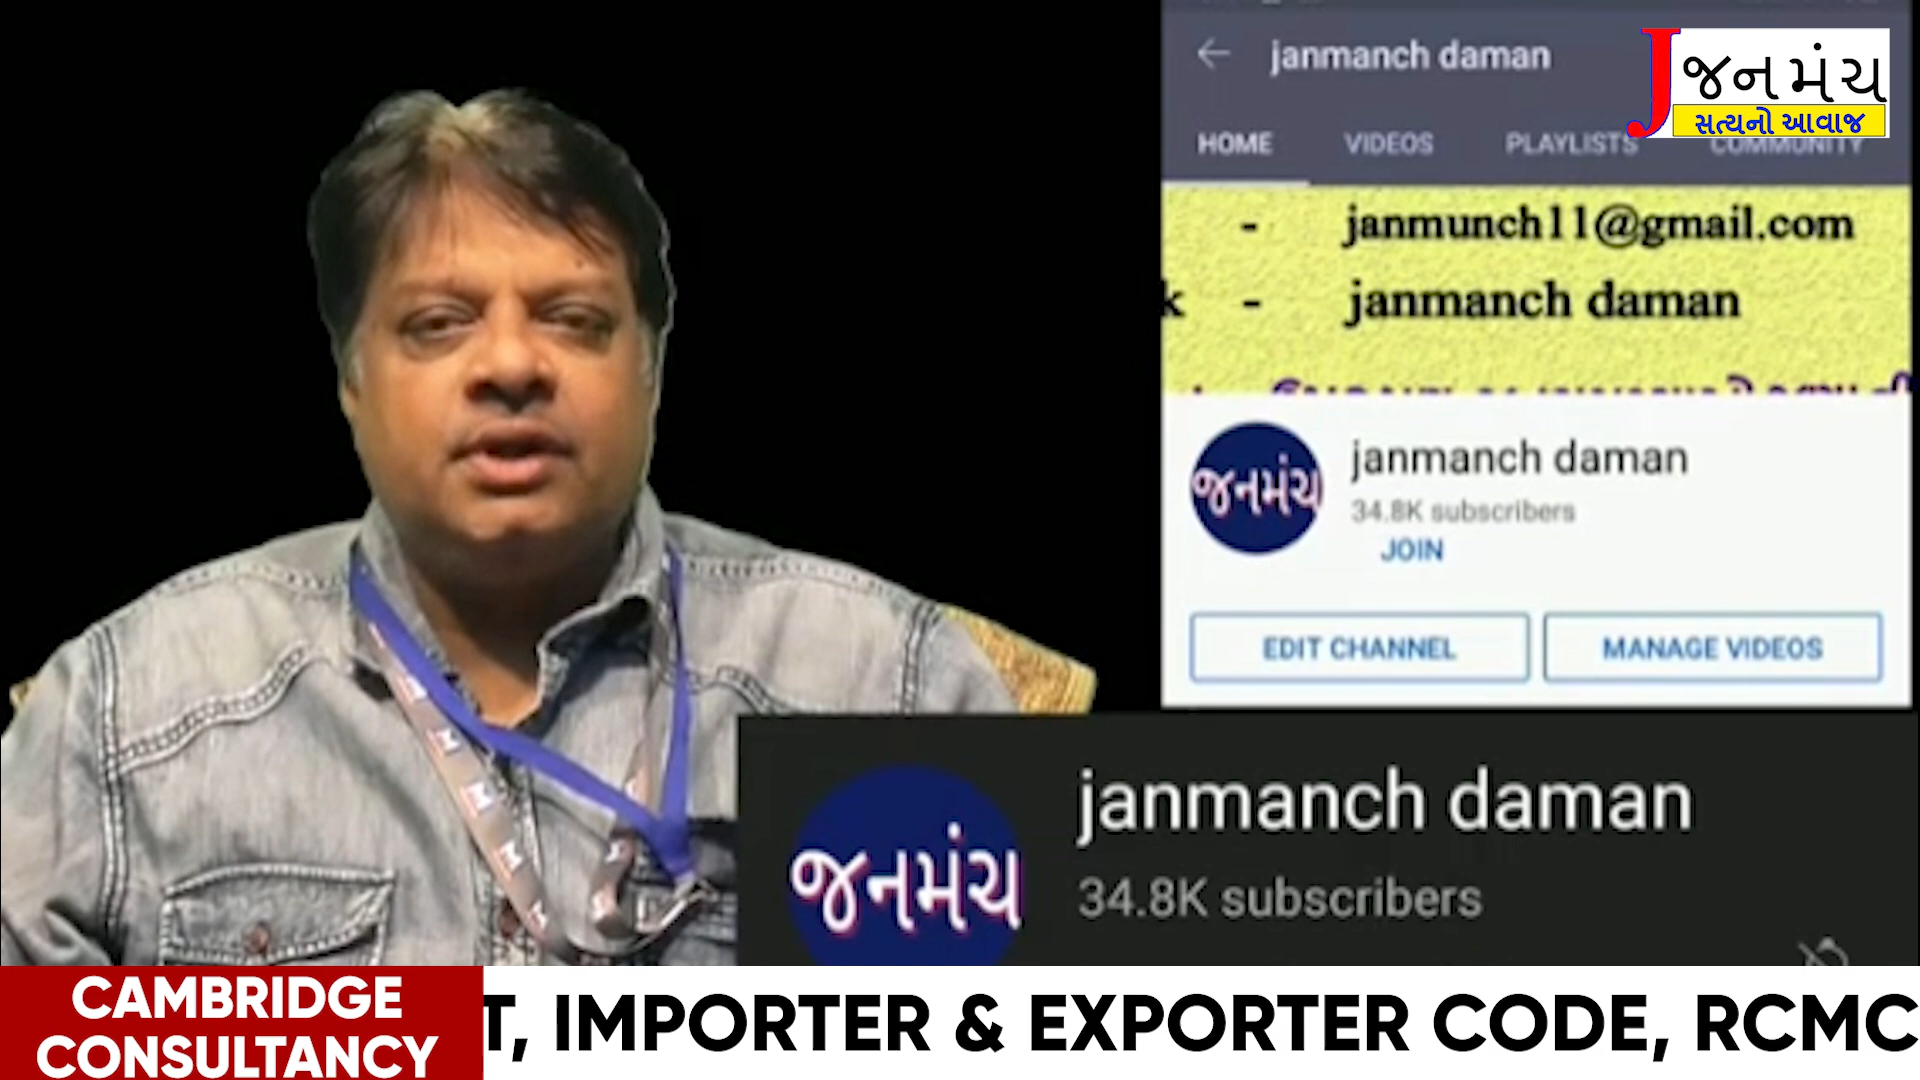 janmanch daman
જનમંચ
સત્યનો આવાજ
HOME VIDEOS PLAYLISTS COMMUNITY
- janmunch11@gmail.com
k - janmanch daman
જનમંચ
janmanch daman
34.8K subscribers
JOIN
EDIT CHANNEL MANAGE VIDEOS
જનમંચ
janmanch daman
34.8K subscribers
CAMBRIDGE
CONSULTANCY
T, IMPORTER & EXPORTER CODE, RCMC